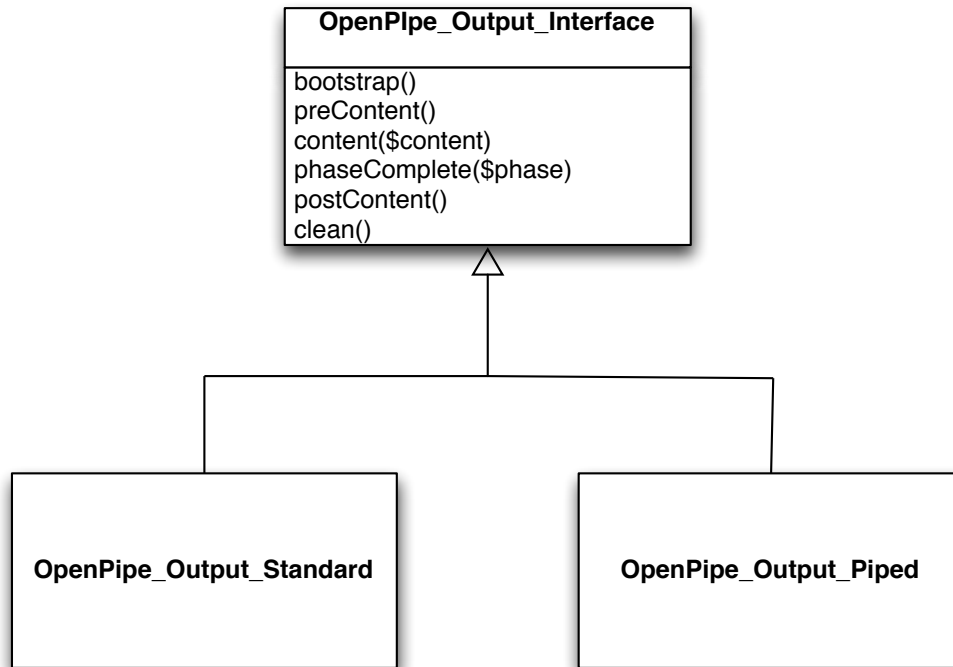 OpenPIpe_Output_Interface
bootstrap()
preContent()
content($content)
phaseComplete($phase)
postContent()
clean()
OpenPipe_Output_Standard
OpenPipe_Output_Piped